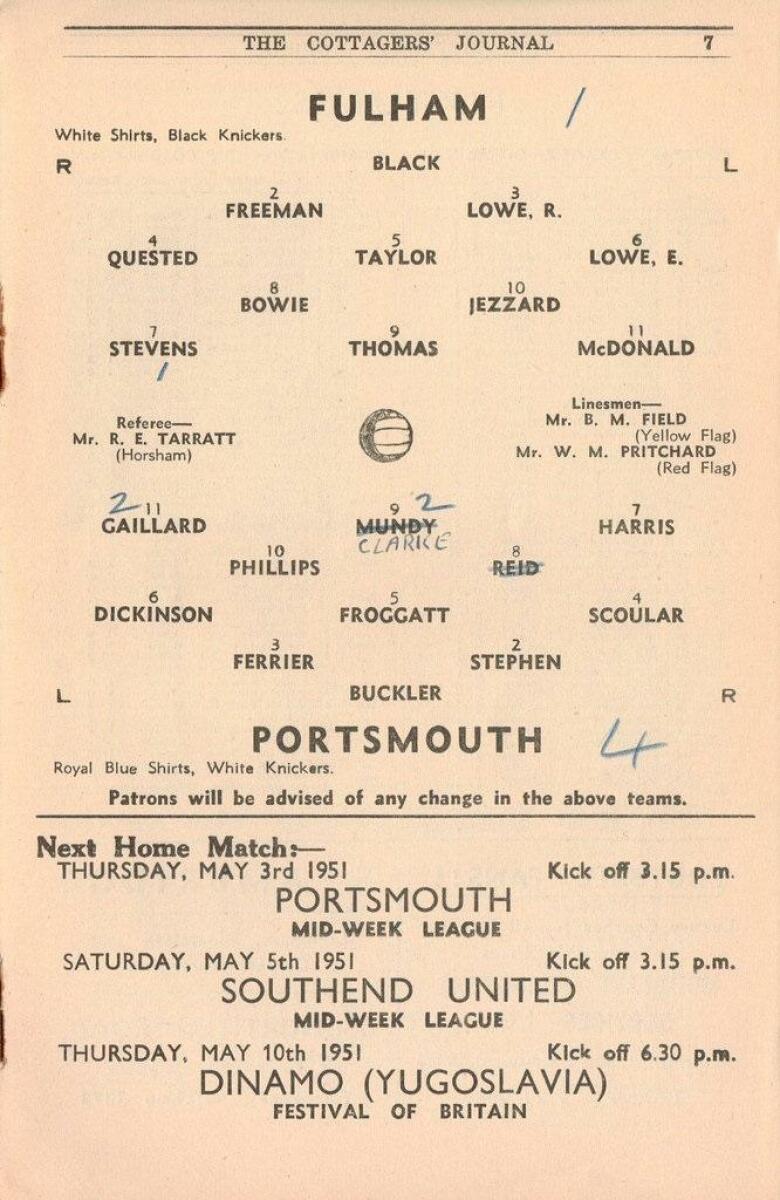 THE COTTAGERS' JOURNAL 7
FULHAM 1
White Shirts, Black Knickers.
R BLACK L
2 3
FREEMAN LOWE, R.
4 5 6
QUESTED TAYLOR LOWE, E.
8 10
BOWIE JEZZARD
7 9 11
STEVENS THOMAS McDONALD
1
Referee—
Mr. R. E. TARRATT
(Horsham)
Linesmen—
Mr. B. M. FIELD
(Yellow Flag)
Mr. W. M. PRITCHARD
(Red Flag)
2 11 9 2 7
GAILLARD MUNDY HARRIS
CLARKE
10 8
PHILLIPS REID
6 5 4
DICKINSON FROGGATT SCOULAR
3 2
FERRIER STEPHEN
L BUCKLER R
PORTSMOUTH 4
Royal Blue Shirts, White Knickers.
Patrons will be advised of any change in the above teams.
Next Home Match:—
THURSDAY, MAY 3rd 1951 Kick off 3.15 p.m.
PORTSMOUTH
MID-WEEK LEAGUE
SATURDAY, MAY 5th 1951 Kick off 3.15 p.m.
SOUTHEND UNITED
MID-WEEK LEAGUE
THURSDAY, MAY 10th 1951 Kick off 6.30 p.m.
DINAMO (YUGOSLAVIA)
FESTIVAL OF BRITAIN